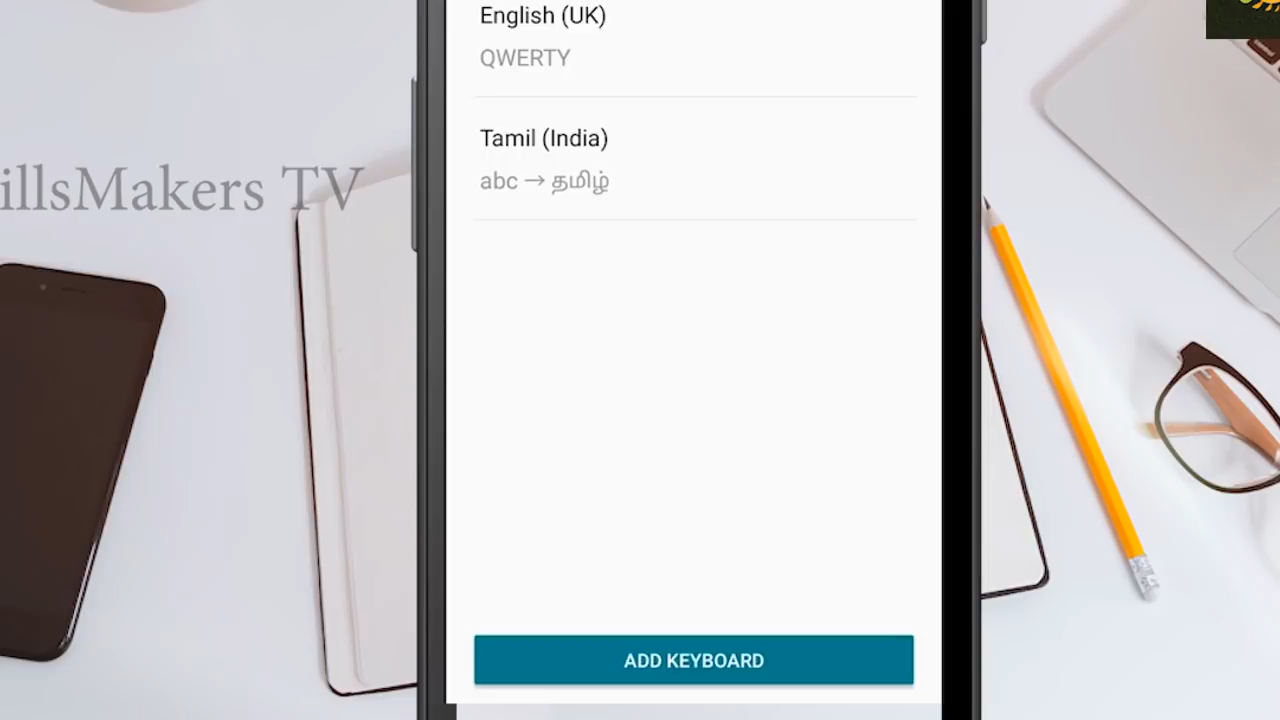 English (UK)
QWERTY
Tamil (India)
abc → தமிழ்
illsMakers TV
ADD KEYBOARD